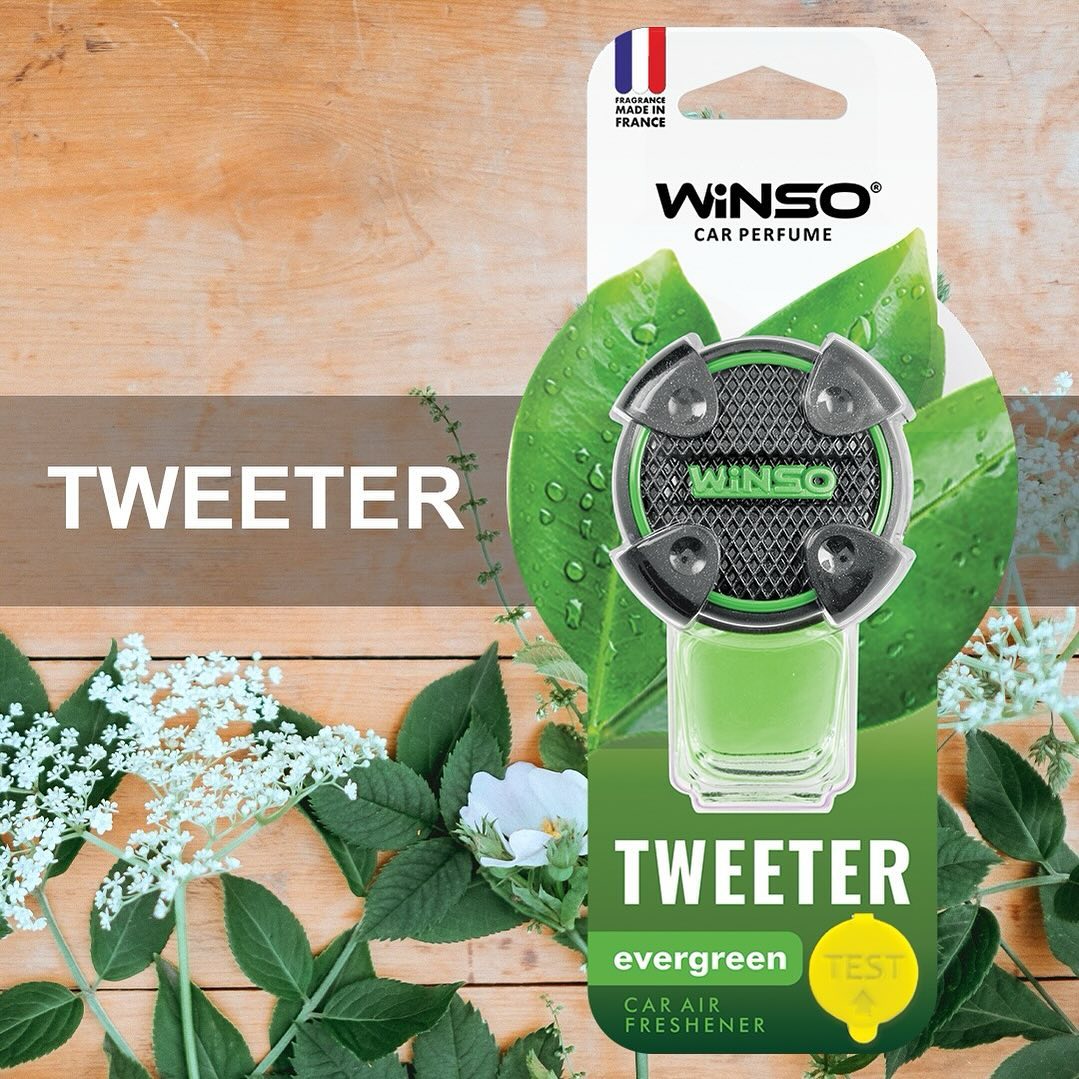 TWEETER
FRAGRANCE
MADE IN
FRANCE
WiNSO®
CAR PERFUME
WiNSO
TWEETER
evergreen
TEST
CAR AIR
FRESHENER